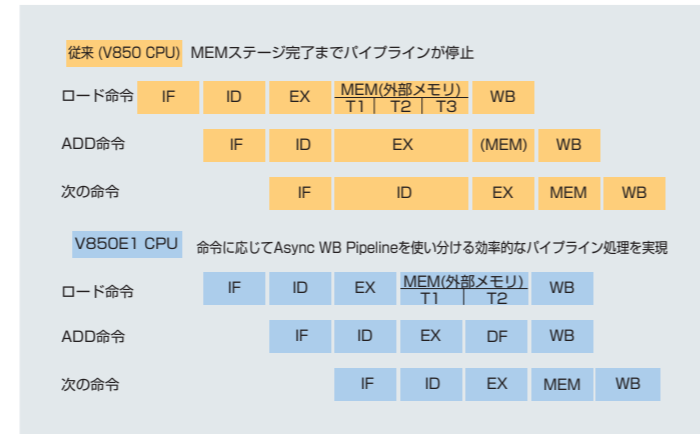 従来 (V850 CPU) MEMステージ完了までパイプラインが停止
ロード命令 IF ID EX MEM(外部メモリ) WB
T1 T2 T3
ADD命令 IF ID EX (MEM) WB
次の命令 IF ID EX MEM WB
V850E1 CPU 命令に応じてAsync WB Pipelineを使い分ける効率的なパイプライン処理を実現
ロード命令 IF ID EX MEM(外部メモリ) WB
T1 T2
ADD命令 IF ID EX DF WB
次の命令 IF ID EX MEM WB